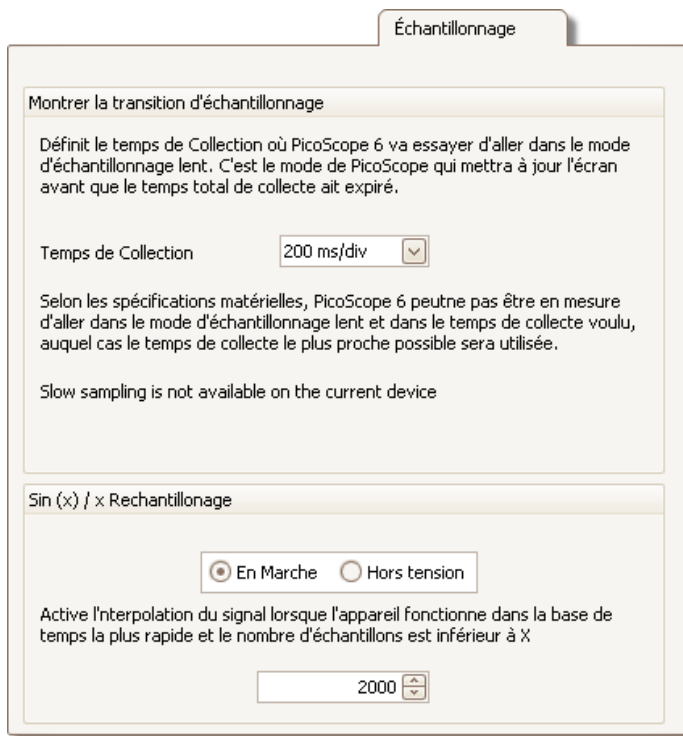 Échantillonnage
Montrer la transition d'échantillonnage
Définit le temps de Collection où PicoScope 6 va essayer d'aller dans le mode
d'échantillonnage lent. C'est le mode de PicoScope qui mettra à jour l'écran
avant que le temps total de collecte ait expiré.
Temps de Collection
200 ms/div
Selon les spécifications matérielles, PicoScope 6 peutne pas être en mesure
d'aller dans le mode d'échantillonnage lent et dans le temps de collecte voulu,
auquel cas le temps de collecte le plus proche possible sera utilisée.
Slow sampling is not available on the current device
Sin (x) / x Rechantillonage
En Marche Hors tension
Active l'nterpolation du signal lorsque l'appareil fonctionne dans la base de
temps la plus rapide et le nombre d'échantillons est inférieur à X
2000